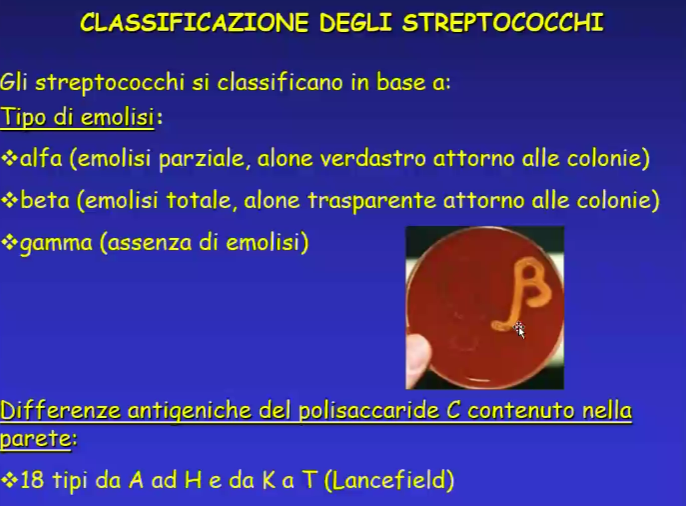 CLASSIFICAZIONE DEGLI STREPTOCOCCHI
Gli streptococchi si classificano in base a:
Tipo di emolisi:
❖alfa (emolisi parziale, alone verdastro attorno alle colonie)
❖beta (emolisi totale, alone trasparente attorno alle colonie)
❖gamma (assenza di emolisi)
β
Differenze antigeniche del polisaccaride C contenuto nella
parete:
❖18 tipi da A ad H e da K a T (Lancefield)